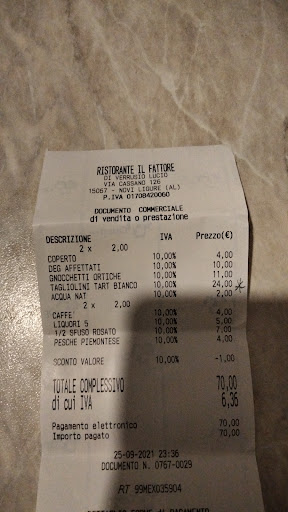 RISTORANTE IL FATTORE
DI VERRUSIO LUCIO
VIA CASSANO 126
15067 - NOVI LIGURE (AL)
P.IVA 01708420060
DOCUMENTO COMMERCIALE
di vendita o prestazione
DESCRIZIONE IVA Prezzo(€)
2 x 2,00
COPERTO 10,00% 4,00
DEG AFFETTATI 10,00% 10,00
GNOCCHETTI ORTICHE 10,00% 11,00
TAGLIOLINI TART BIANCO 10,00% 24,00
ACQUA NAT 10,00% 2,00
2 x 2,00
CAFFE' 10,00% 4,00
LIQUORI 5 10,00% 5,00
1/2 SFUSO ROSATO 10,00% 7,00
PESCHE PIEMONTESE 10,00% 4,00
SCONTO VALORE 10,00% -1,00
TOTALE COMPLESSIVO 70,00
di cui IVA 6,36
Pagamento elettronico 70,00
Importo pagato 70,00
25-09-2021 23:36
DOCUMENTO N. 0767-0029
RT 99MEX035904